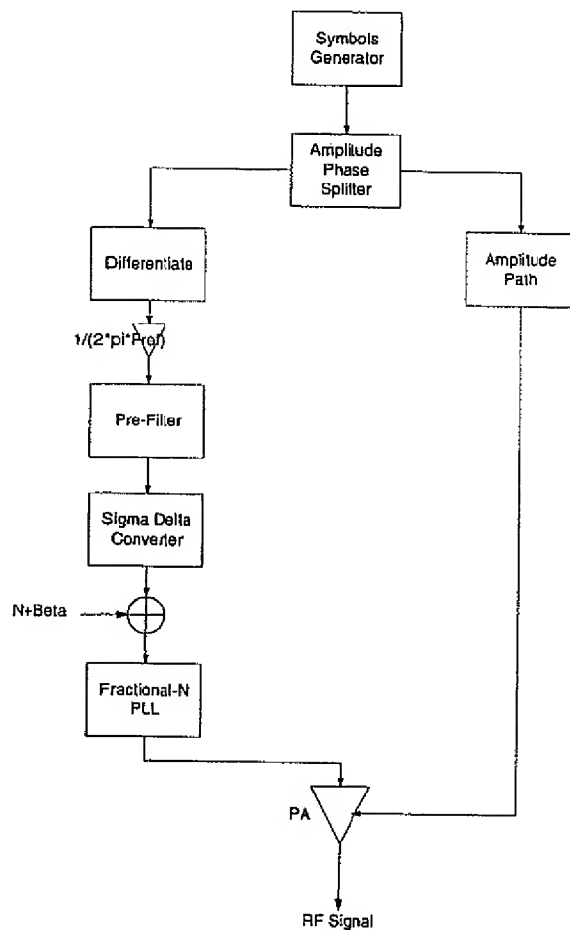 Symbols
Generator
Amplitude
Phase
Splitter
Differentiate
Amplitude
Path
1/(2*pi*Fref)
Pre-Filter
Sigma Delta
Converter
N+Beta
Fractional-N
PLL
PA
RF Signal